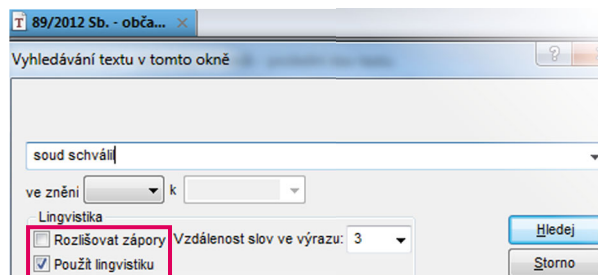 89/2012 Sb. - obča...
Vyhledávání textu v tomto okně
soud schválil
ve znění k
Lingvistika
Rozlišovat zápory Vzdálenost slov ve výrazu: 3
Použít lingvistiku
Hledej
Storno